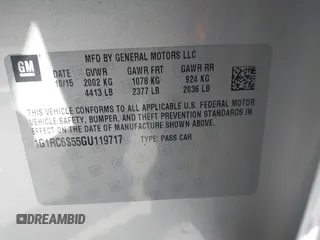 GM
MFD BY GENERAL MOTORS LLC
DATE GVWR GAWR FRT GAWR RR
10/15 2002 KG 1078 KG 924 KG
4413 LB 2377 LB 2036 LB
THIS VEHICLE CONFORMS TO ALL APPLICABLE U.S. FEDERAL MOTOR
VEHICLE SAFETY, BUMPER, AND THEFT PREVENTION STANDARDS IN
EFFECT ON THE DATE OF MANUFACTURE SHOWN ABOVE.
1G1RC6S55GU119717 TYPE: PASS CAR
STAT.VIN